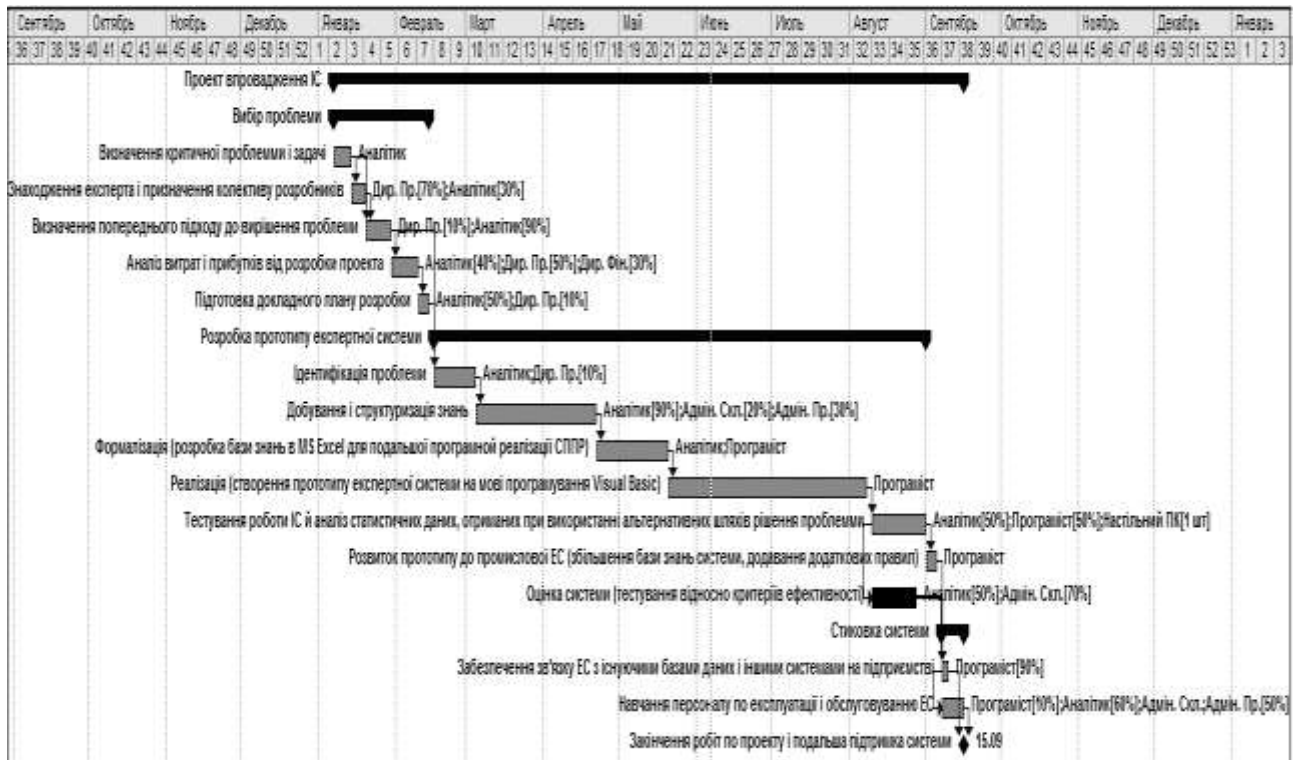 Сентябрь Октябрь Ноябрь Декабрь Январь Февраль Март Апрель Май Июнь Июль Август Сентябрь Октябрь Ноябрь Декабрь Январь
36 37 38 39 40 41 42 43 44 45 46 47 48 49 50 51 52 1 2 3 4 5 6 7 8 9 10 11 12 13 14 15 16 17 18 19 20 21 22 23 24 25 26 27 28 29 30 31 32 33 34 35 36 37 38 39 40 41 42 43 44 45 46 47 48 49 50 51 52 53 1 2 3
Проект впровадження ІС
Вибір проблеми
Визначення критичної проблемми і задачі Аналітик
Знаходження експерта і призначення колективу розробників Дир. Пр.[70%];Аналітик[30%]
Визначення попереднього підходу до вирішення проблеми Дир. Пр.[10%];Аналітик[90%]
Аналіз витрат і прибутків від розробки проекта Аналітик[40%];Дир. Пр.[50%];Дир. Фін.[30%]
Підготовка докладного плану розробки Аналітик[50%];Дир. Пр.[10%]
Розробка прототипу експертної системи
Ідентифікація проблеми Аналітик;Дир. Пр.[10%]
Добування і структуризація знань Аналітик[90%];Адмін. Скл.[20%];Адмін. Пр.[30%]
Формалізація (розробка бази знань в MS Excel для подальшої програмной реалізації СППР) Аналітик;Програміст
Реалізація (створення прототипу експертної системи на мові програмування Visual Basic) Програміст
Тестування роботи ІС й аналіз статистичних даних, отриманих при використанні альтернативних шляхів рішення проблемми Аналітик[50%];Програміст[50%];Настільний ПК[1 шт]
Розвиток прототипу до промислової ЕС (збільшення бази знань системи, додавання додаткових правил) Програміст
Оцінка системи (тестування відносно критеріїв ефективності) Аналітик[50%];Адмін. Скл.[70%]
Стиковка системи
Забезпечення зв'язку ЕС з існуючими базами даних і іншими системами на підприємстві Програміст[90%]
Навчання персоналу по експлуатації і обслуговуванню ЕС Програміст[10%];Аналітик[60%];Адмін. Скл.;Адмін. Пр.[50%]
Закінчення робіт по проекту і подальша підтримка системи 15.09